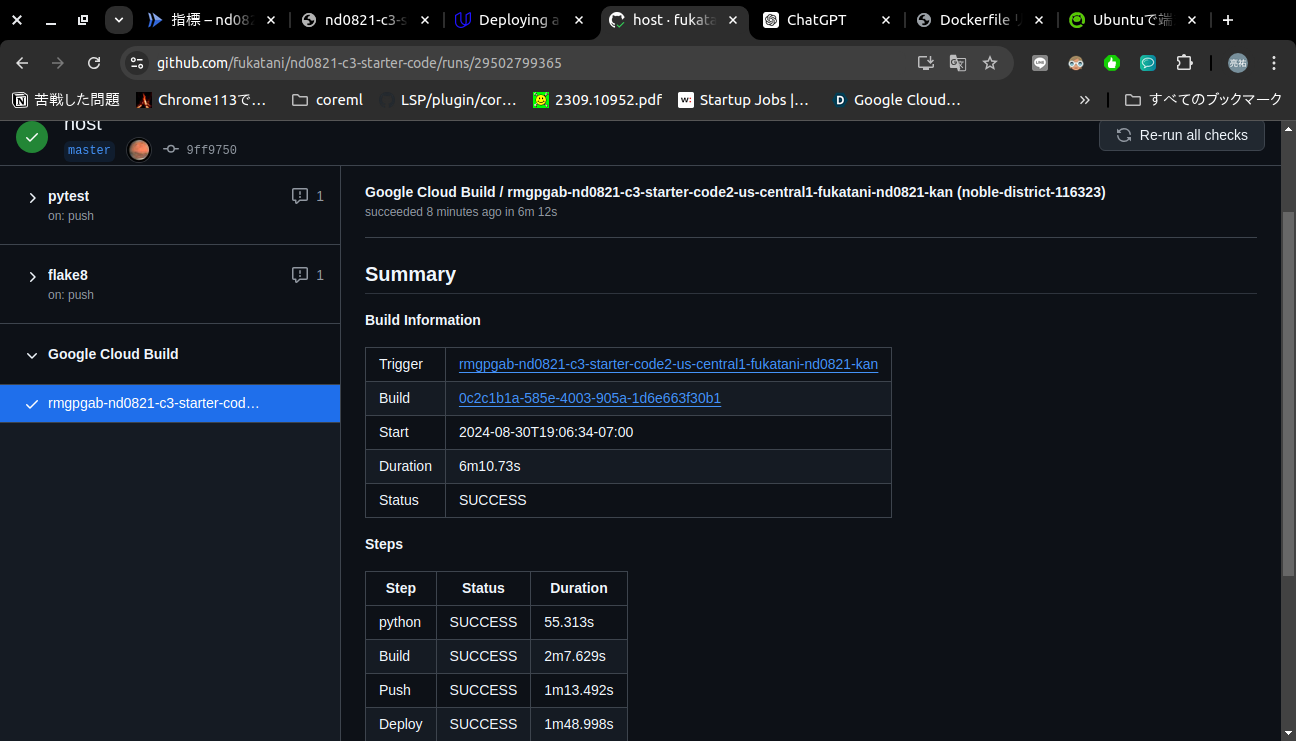 指標 – nd082
nd0821-c3-s
Deploying a
host · fukata
ChatGPT
Dockerfile
Ubuntuで端
github.com/fukatani/nd0821-c3-starter-code/runs/29502799365
亮祐
苦戦した問題
Chrome113で…
coreml
LSP/plugin/cor…
2309.10952.pdf
Startup Jobs |…
Google Cloud…
すべてのブックマーク
host
master
9ff9750
Re-run all checks
pytest
1
on: push
flake8
1
on: push
Google Cloud Build
rmgpgab-nd0821-c3-starter-cod…
Google Cloud Build / rmgpgab-nd0821-c3-starter-code2-us-central1-fukatani-nd0821-kan (noble-district-116323)
succeeded 8 minutes ago in 6m 12s
Summary
Build Information
Trigger rmgpgab-nd0821-c3-starter-code2-us-central1-fukatani-nd0821-kan
Build 0c2c1b1a-585e-4003-905a-1d6e663f30b1
Start 2024-08-30T19:06:34-07:00
Duration 6m10.73s
Status SUCCESS
Steps
Step Status Duration
python SUCCESS 55.313s
Build SUCCESS 2m7.629s
Push SUCCESS 1m13.492s
Deploy SUCCESS 1m48.998s